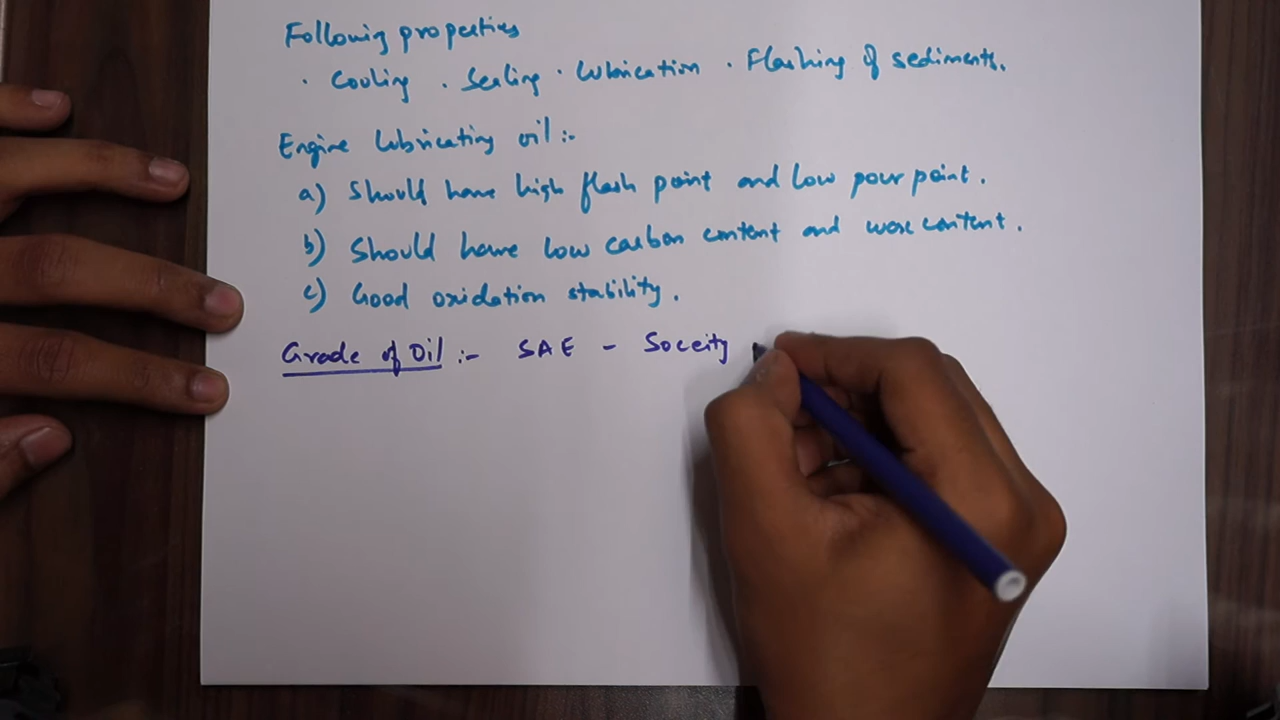 Following properties
· Cooling · Sealing · Lubrication · Flashing of sediments.
Engine lubricating oil :-
a) Should have high flash point and low pour point.
b) Should have low carbon content and wax content.
c) Good oxidation stability.
Grade of Oil :- SAE - Soceity